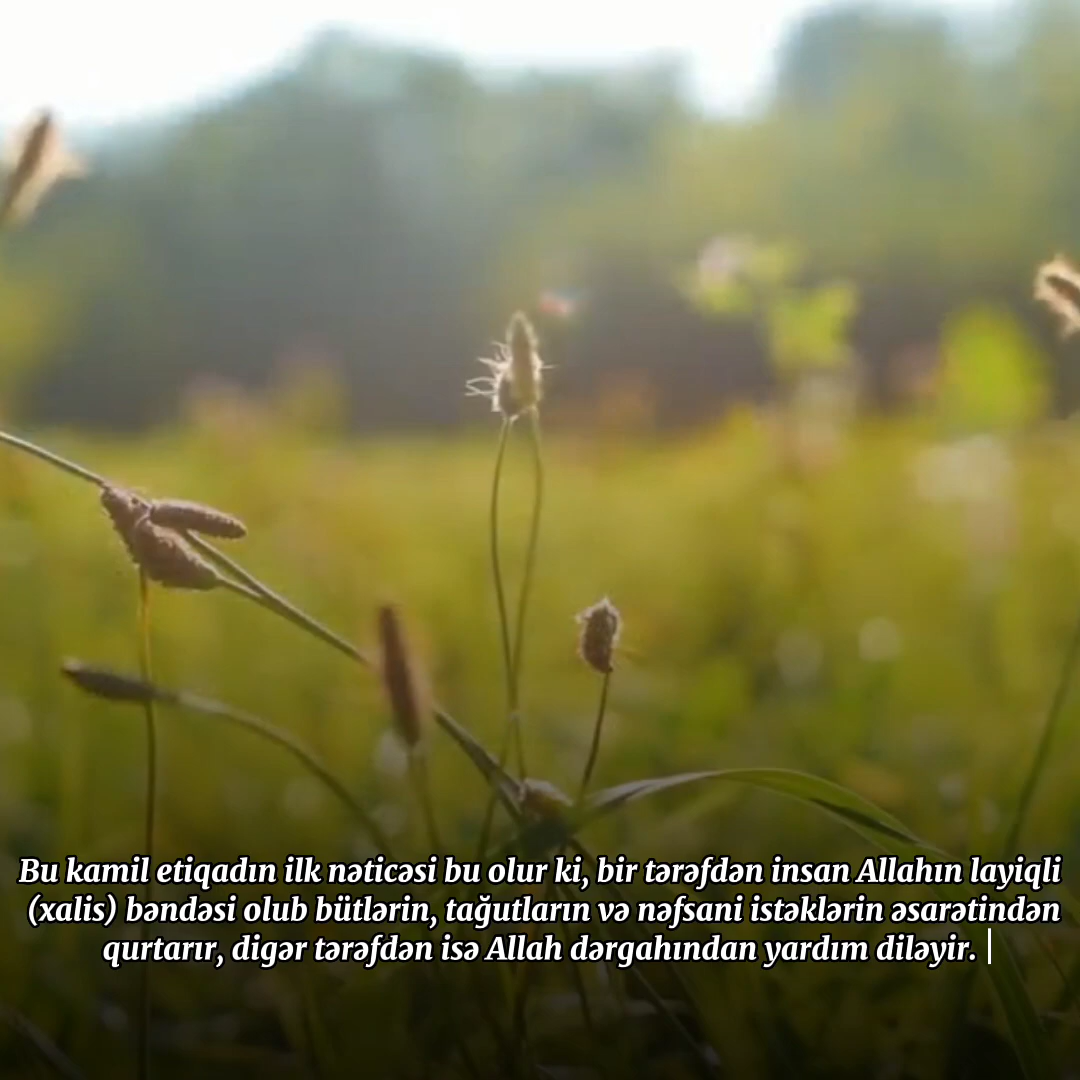 Bu kamil etiqadın ilk nəticəsi bu olur ki, bir tərəfdən insan Allahın layiqli
(xalis) bəndəsi olub bütlərin, tağutların və nəfsani istəklərin əsarətindən
qurtarır, digər tərəfdən isə Allah dərgahından yardım diləyir. |